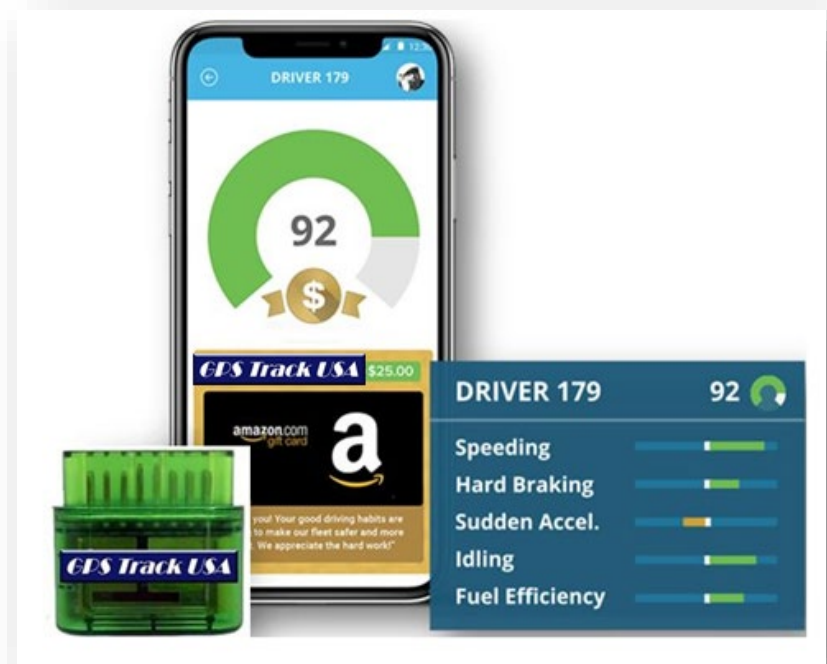 12:30
DRIVER 179
92
$
GPS Track USA $25.00
amazon.com
gift card
a
you! Your good driving habits are
to make our fleet safer and more
. We appreciate the hard work!"
GPS Track USA
DRIVER 179 92
Speeding
Hard Braking
Sudden Accel.
Idling
Fuel Efficiency